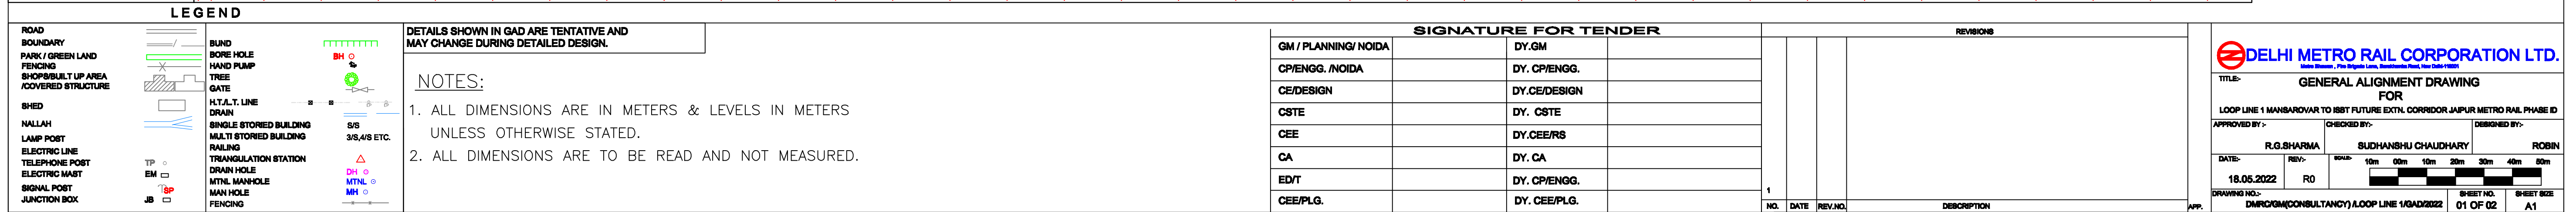 LEGEND
ROAD
BOUNDARY
PARK / GREEN LAND
FENCING
SHOPS/BUILT UP AREA
/COVERED STRUCTURE
SHED
NALLAH
LAMP POST
ELECTRIC LINE
TELEPHONE POST TP
ELECTRIC MAST EM
SIGNAL POST SP
JUNCTION BOX JB
BUND
BORE HOLE BH
HAND PUMP
TREE
GATE
H.T./L.T. LINE
DRAIN
SINGLE STORIED BUILDING S/S
MULTI STORIED BUILDING 3/S,4/S ETC.
RAILING
TRIANGULATION STATION
DRAIN HOLE DH
MTNL MANHOLE MTNL
MAN HOLE MH
FENCING
DETAILS SHOWN IN GAD ARE TENTATIVE AND
MAY CHANGE DURING DETAILED DESIGN.
NOTES:
1. ALL DIMENSIONS ARE IN METERS & LEVELS IN METERS
UNLESS OTHERWISE STATED.
2. ALL DIMENSIONS ARE TO BE READ AND NOT MEASURED.
SIGNATURE FOR TENDER
GM / PLANNING/ NOIDA DY.GM
CP/ENGG. /NOIDA DY. CP/ENGG.
CE/DESIGN DY.CE/DESIGN
CSTE DY. CSTE
CEE DY.CEE/RS
CA DY. CA
ED/T DY. CP/ENGG.
CEE/PLG. DY. CEE/PLG.
REVISIONS
1
NO. DATE REV.NO. DESCRIPTION APP.
DELHI METRO RAIL CORPORATION LTD.
Metro Bhawan , Fire Brigade Lane, Barakhamba Road, New Delhi-110001
TITLE:-
GENERAL ALIGNMENT DRAWING
FOR
LOOP LINE 1 MANSAROVAR TO ISBT FUTURE EXTN. CORRIDOR JAIPUR METRO RAIL PHASE ID
APPROVED BY :- CHECKED BY:- DESIGNED BY:-
R.G.SHARMA SUDHANSHU CHAUDHARY ROBIN
DATE:- REV:- SCALE:- 10m 00m 10m 20m 30m 40m 50m
18.05.2022 R0
DRAWING NO.:- SHEET NO. SHEET SIZE
DMRC/GM(CONSULTANCY) /LOOP LINE 1/GAD/2022 01 OF 02 A1